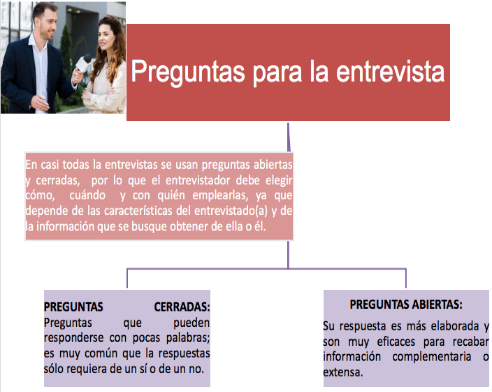 Preguntas para la entrevista
En casi todas la entrevistas se usan preguntas abiertas
y cerradas, por lo que el entrevistador debe elegir
cómo, cuándo y con quién emplearlas, ya que
depende de las características del entrevistado(a) y de
la información que se busque obtener de ella o él.
PREGUNTAS CERRADAS:
Preguntas que pueden
responderse con pocas palabras;
es muy común que la respuestas
sólo requiera de un sí o de un no.
PREGUNTAS ABIERTAS:
Su respuesta es más elaborada y
son muy eficaces para recabar
información complementaria o
extensa.